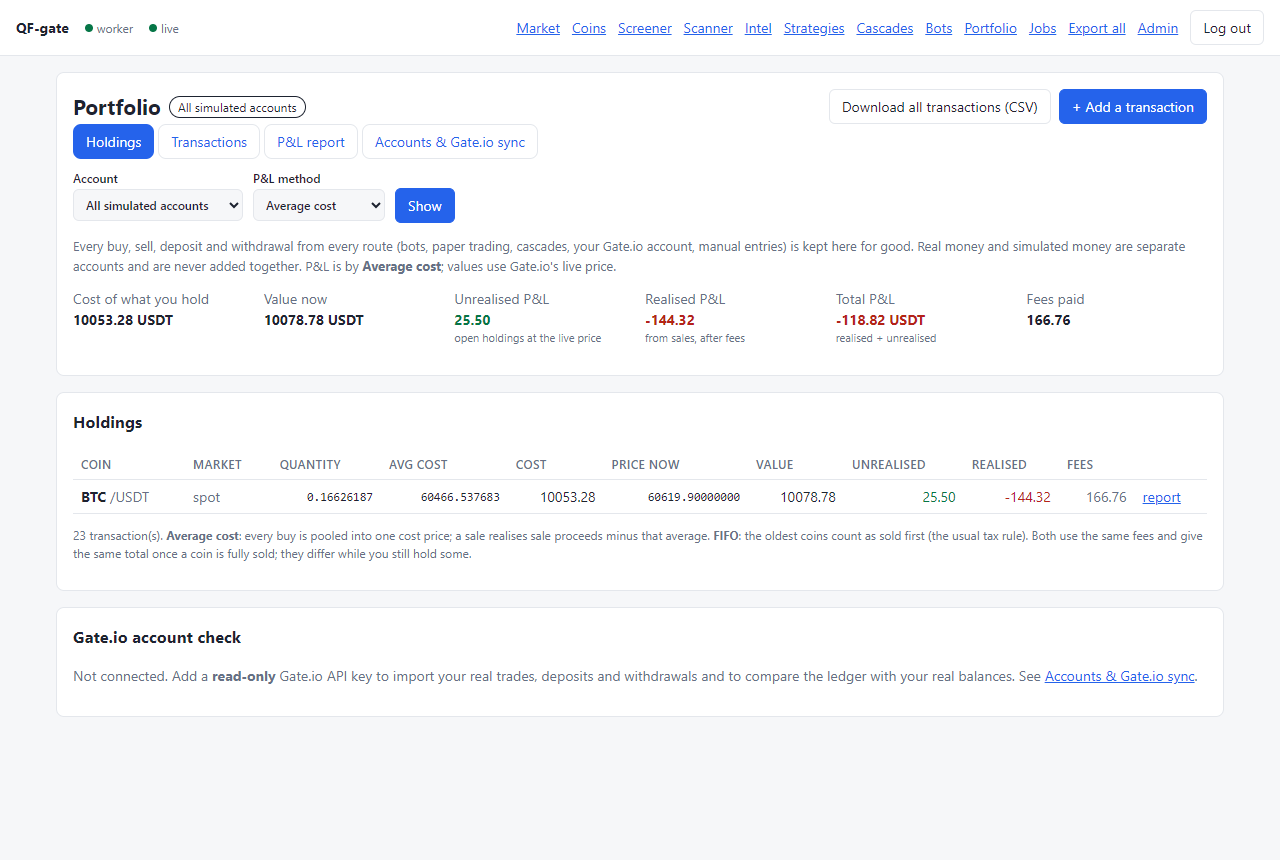 QF-gate worker live Market Coins Screener Scanner Intel Strategies Cascades Bots Portfolio Jobs Export all Admin Log out
Portfolio All simulated accounts Download all transactions (CSV) + Add a transaction
Holdings Transactions P&L report Accounts & Gate.io sync
Account P&L method
All simulated accounts Average cost Show
Every buy, sell, deposit and withdrawal from every route (bots, paper trading, cascades, your Gate.io account, manual entries) is kept here for good. Real money and simulated money are separate
accounts and are never added together. P&L is by Average cost; values use Gate.io's live price.
Cost of what you hold Value now Unrealised P&L Realised P&L Total P&L Fees paid
10053.28 USDT 10078.78 USDT 25.50 -144.32 -118.82 USDT 166.76
open holdings at the live price from sales, after fees realised + unrealised
Holdings
COIN MARKET QUANTITY AVG COST COST PRICE NOW VALUE UNREALISED REALISED FEES
BTC /USDT spot 0.16626187 60466.537683 10053.28 60619.90000000 10078.78 25.50 -144.32 166.76 report
23 transaction(s). Average cost: every buy is pooled into one cost price; a sale realises sale proceeds minus that average. FIFO: the oldest coins count as sold first (the usual tax rule). Both use the same fees and give
the same total once a coin is fully sold; they differ while you still hold some.
Gate.io account check
Not connected. Add a read-only Gate.io API key to import your real trades, deposits and withdrawals and to compare the ledger with your real balances. See Accounts & Gate.io sync.